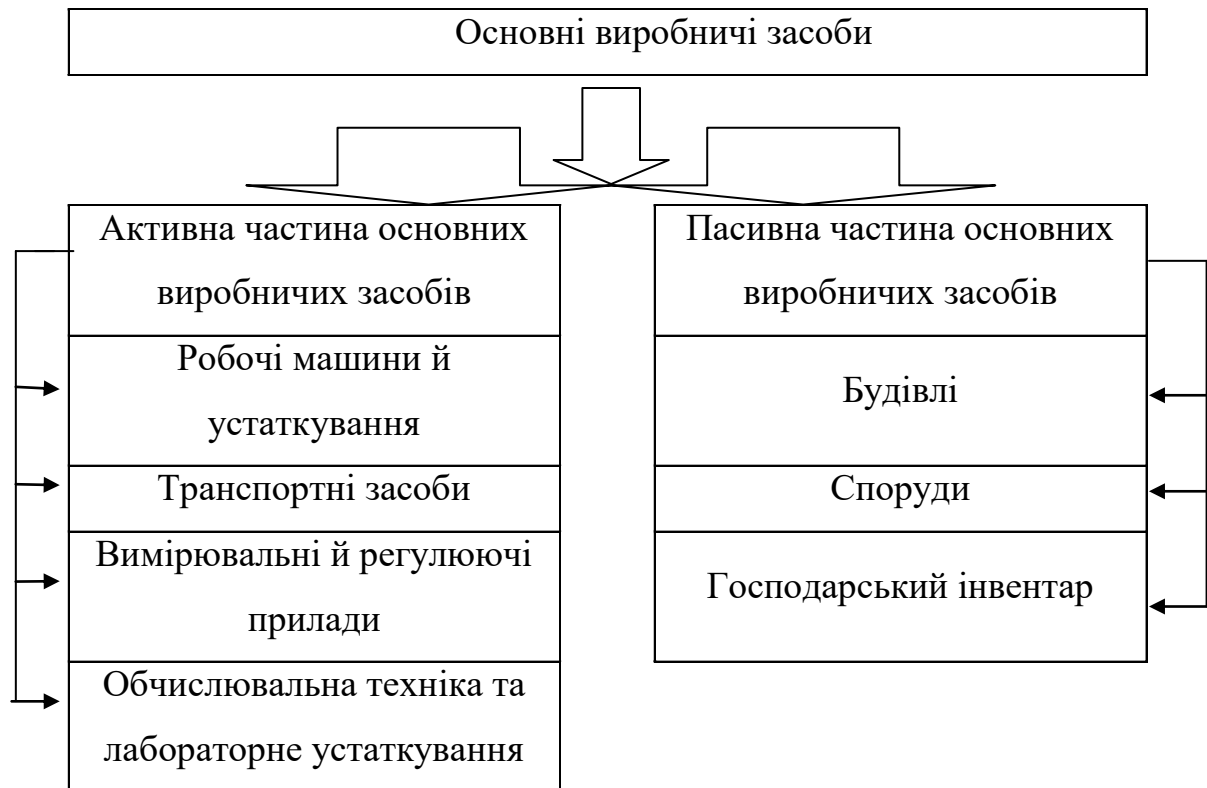 Основні виробничі засоби
Активна частина основних
виробничих засобів
Робочі машини й
устаткування
Транспортні засоби
Вимірювальні й регулюючі
прилади
Обчислювальна техніка та
лабораторне устаткування
Пасивна частина основних
виробничих засобів
Будівлі
Споруди
Господарський інвентар